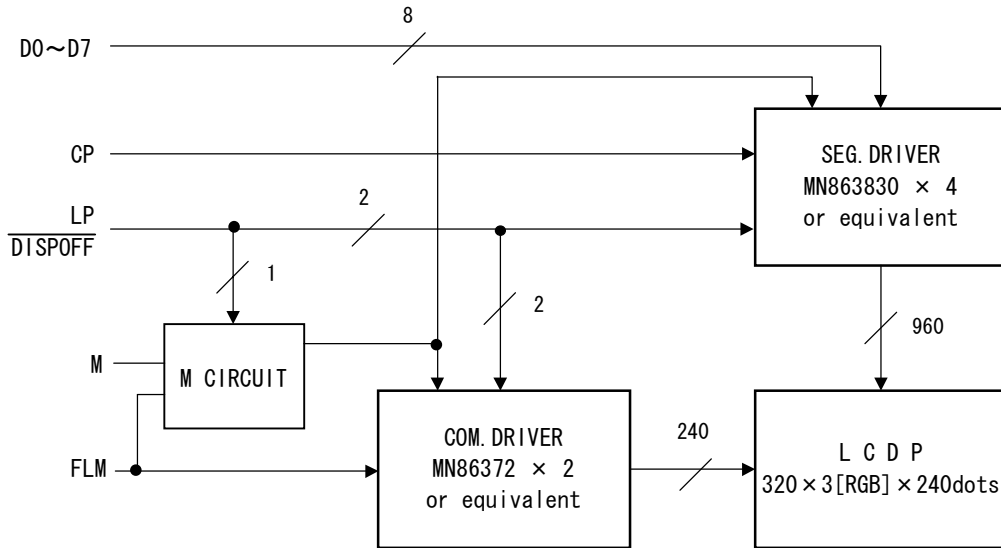 8
D0～D7
CP
SEG.DRIVER
MN863830 × 4
or equivalent
LP
DISPOFF
2
1
2
960
M
M CIRCUIT
FLM
COM.DRIVER
MN86372 × 2
or equivalent
240
L C D P
320×3[RGB]×240dots